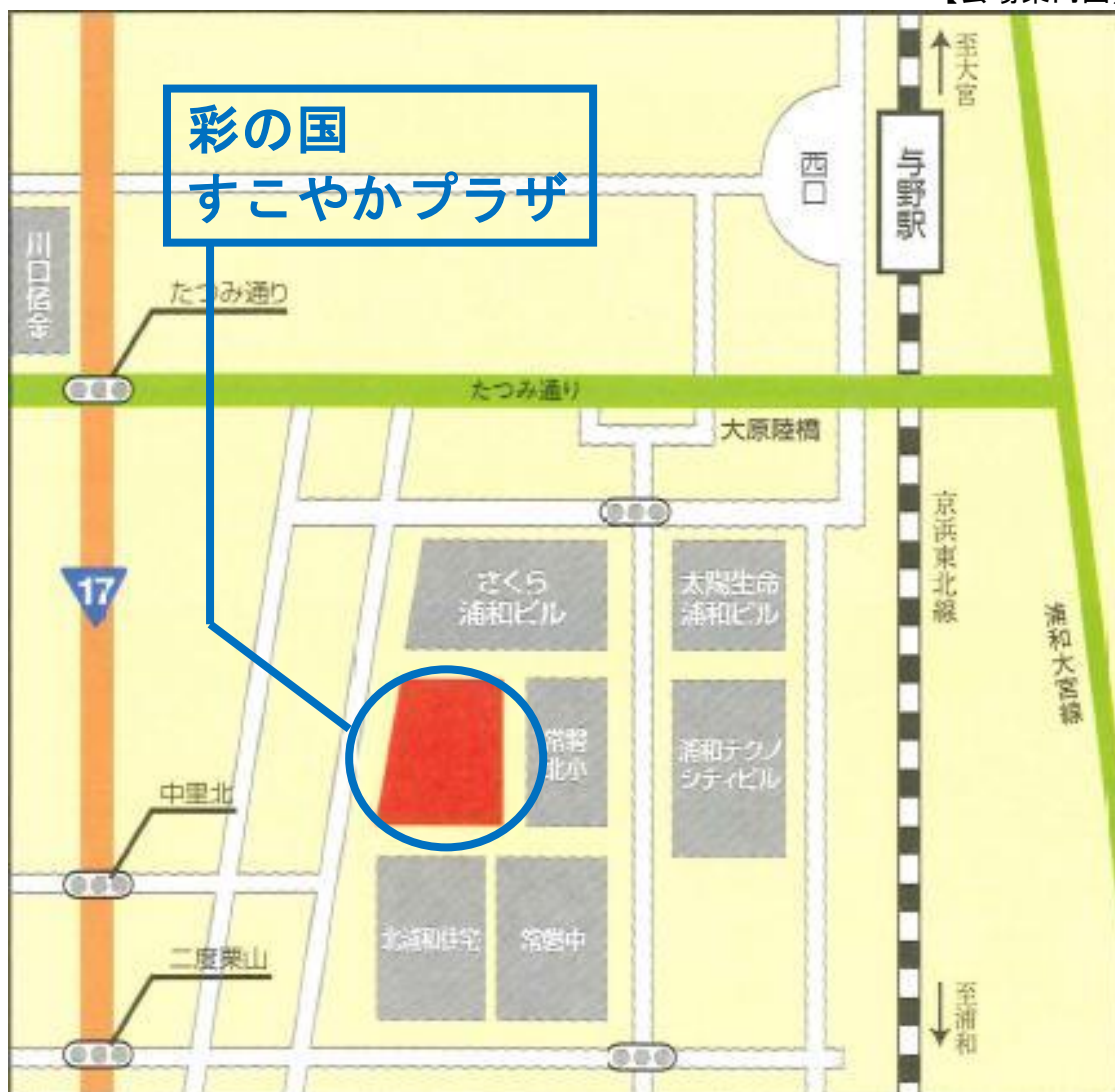 至大宮
彩の国
すこやかプラザ
西口
与野駅
川口信金
たつみ通り
たつみ通り
大原陸橋
京浜東北線
17
さくら
浦和ビル
太陽生命
浦和ビル
浦和大宮線
常磐
北小
浦和テクノ
シティビル
中里北
北浦和住宅
常磐中
二度栗山
至浦和